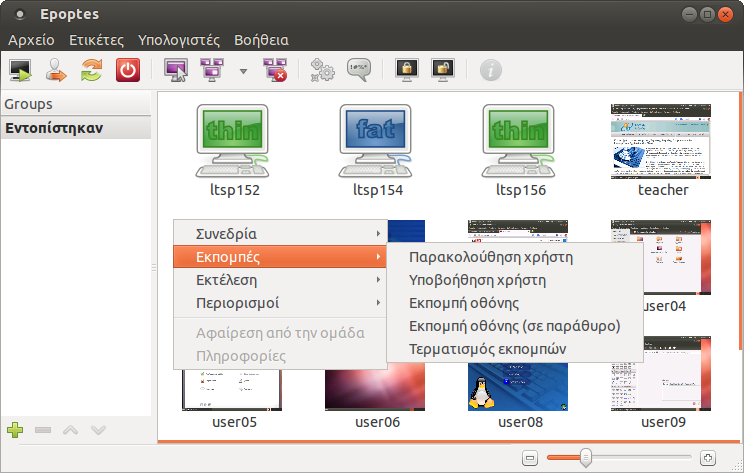 Epoptes
Αρχείο Ετικέτες Υπολογιστές Βοήθεια
Groups
Εντοπίστηκαν
thin
fat
thin
ltsp152
ltsp154
ltsp156
teacher
Συνεδρία
Εκπομπές
Εκτέλεση
Περιορισμοί
Αφαίρεση από την ομάδα
Πληροφορίες
Παρακολούθηση χρήστη
Υποβοήθηση χρήστη
Εκπομπή οθόνης
Εκπομπή οθόνης (σε παράθυρο)
Τερματισμός εκπομπών
user04
user05
user06
user08
user09